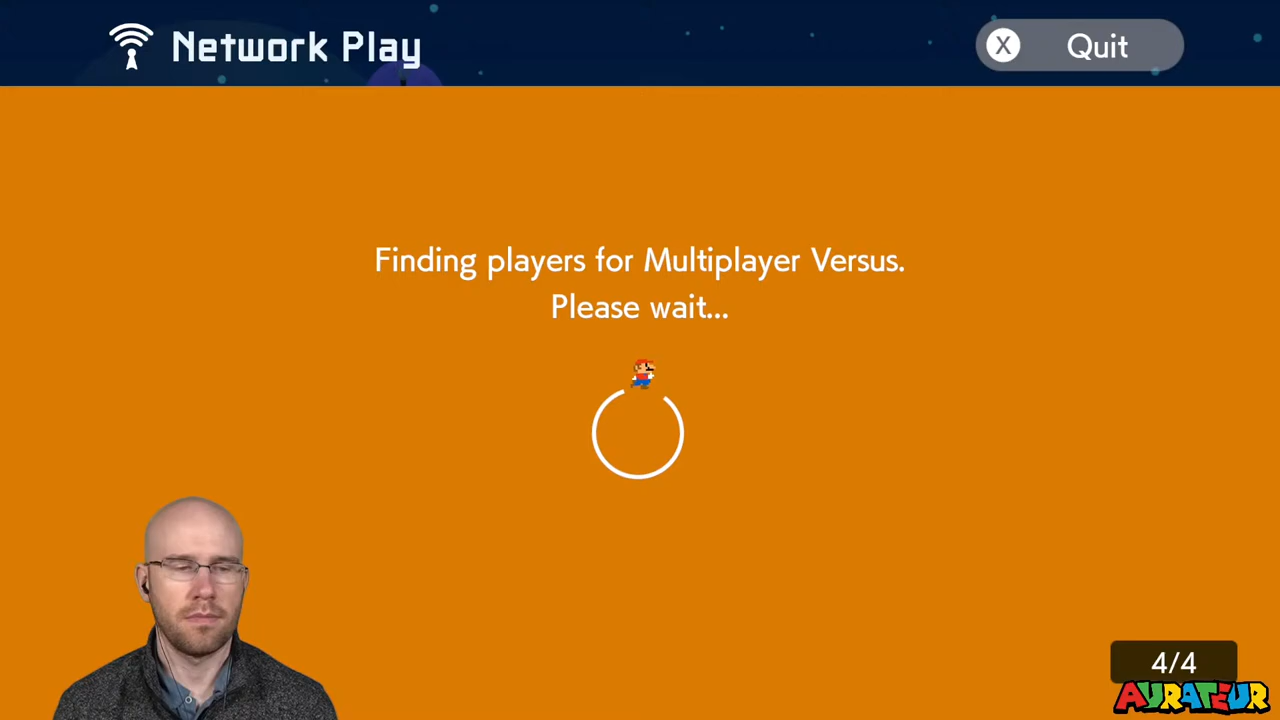 Network Play
X Quit
Finding players for Multiplayer Versus.
Please wait...
4/4
AURATEUR